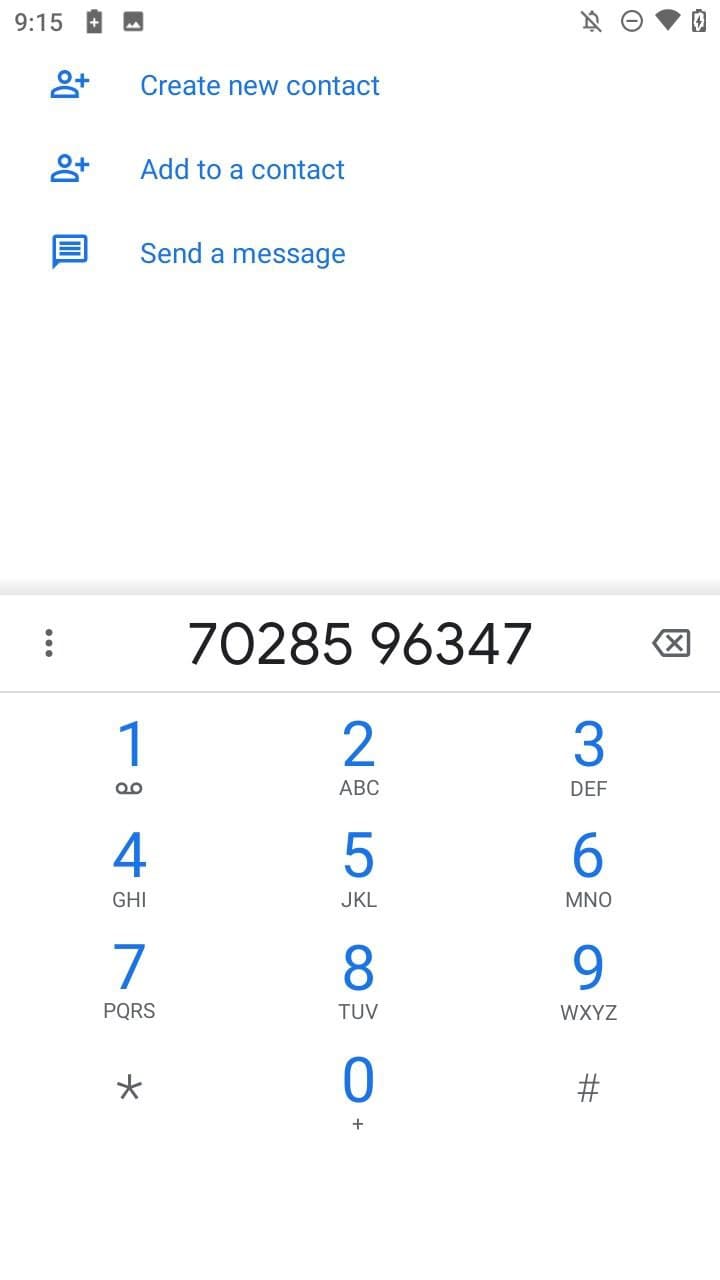 9:15
Create new contact
Add to a contact
Send a message
70285 96347
1 2 3
ABC DEF
4 5 6
GHI JKL MNO
7 8 9
PQRS TUV WXYZ
* 0 #
+